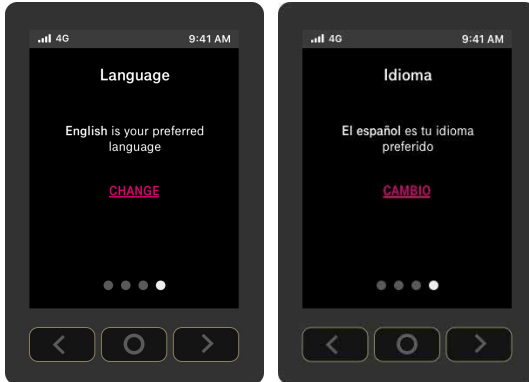 4G 9:41 AM
Language
English is your preferred
language
CHANGE
4G 9:41 AM
Idioma
El español es tu idioma
preferido
CAMBIO